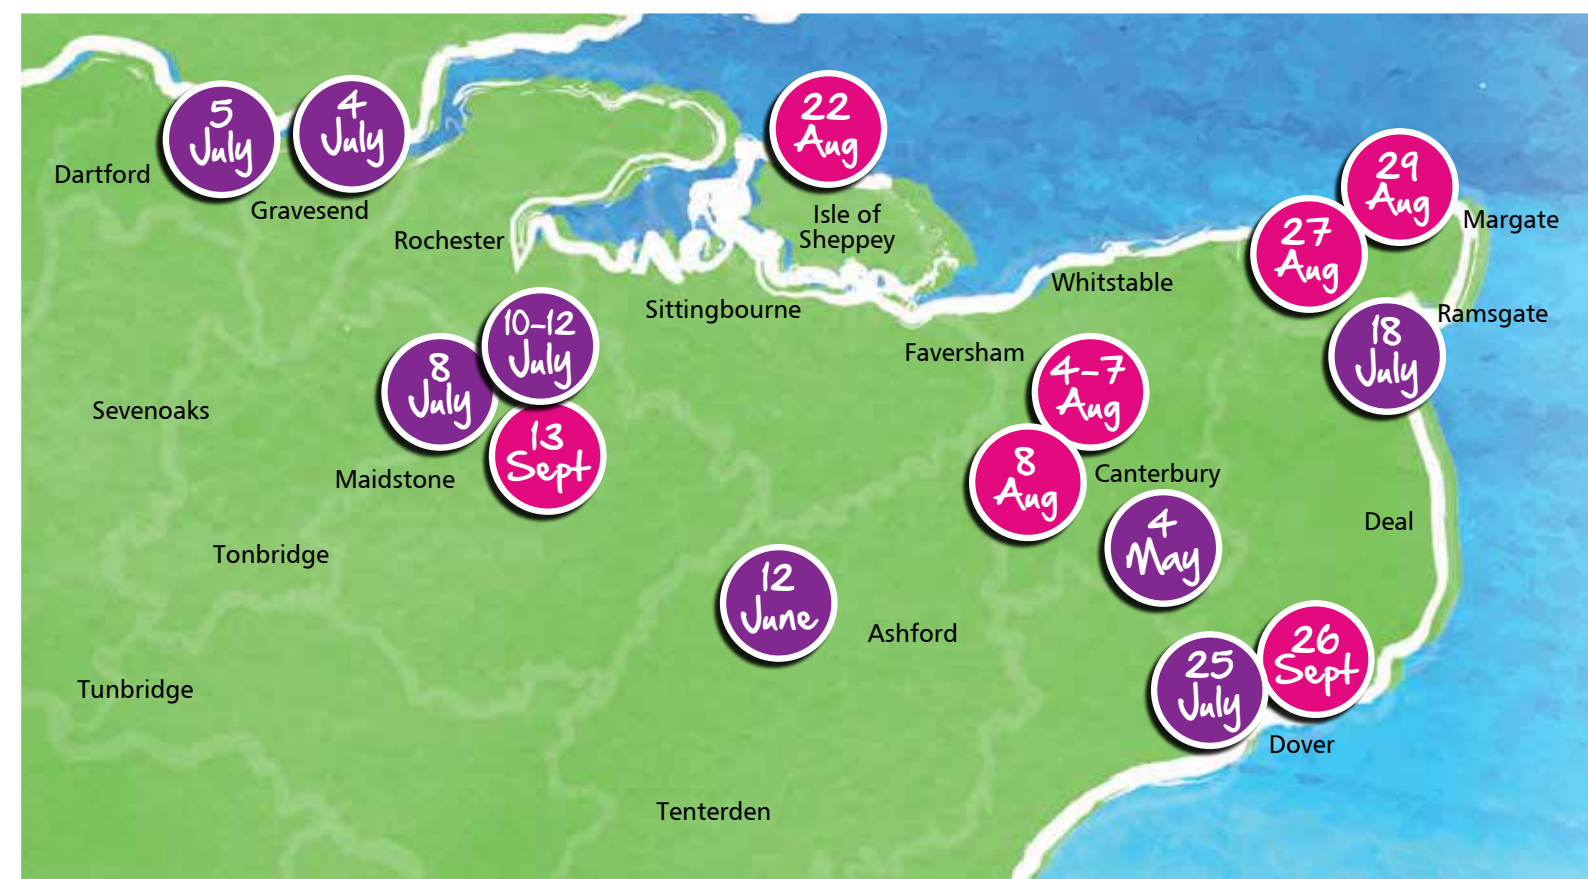 5
July
4
July
22
Aug
29
Aug
Dartford
Gravesend
Rochester
Isle of
Sheppey
Margate
27
Aug
Whitstable
Sittingbourne
Ramsgate
10-12
July
18
July
Faversham
8
July
4-7
Aug
Sevenoaks
13
Sept
Maidstone
8
Aug
Canterbury
Deal
4
May
Tonbridge
12
June
Ashford
26
Sept
25
July
Tunbridge
Dover
Tenterden